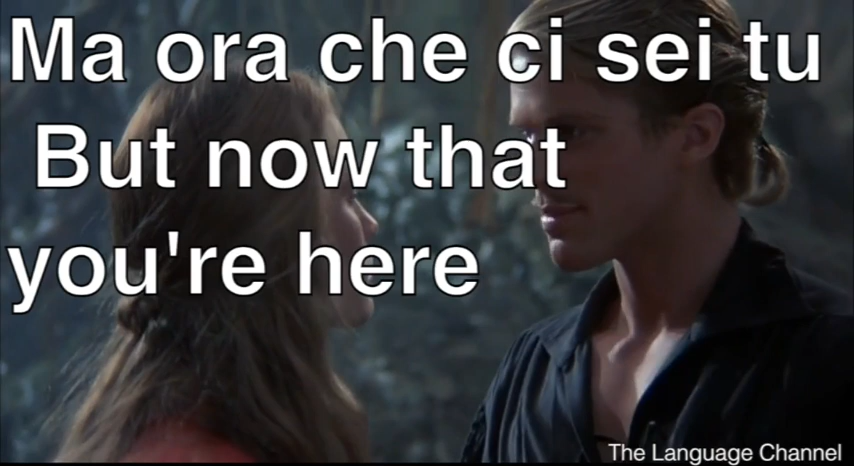 Ma ora che ci sei tu
But now that
you're here
The Language Channel